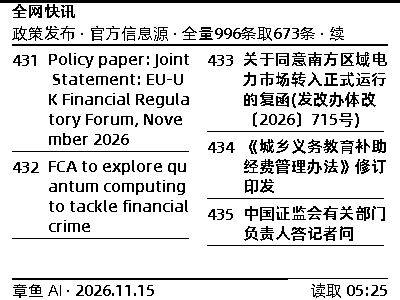 全网快讯
政策发布 · 官方信息源 · 全量996条取673条 · 续
431 Policy paper: Joint
Statement: EU-U
K Financial Regula
tory Forum, Nove
mber 2026
432 FCA to explore qu
antum computing
to tackle financial
crime
433 关于同意南方区域电
力市场转入正式运行
的复函(发改办体改
〔2026〕715号)
434 《城乡义务教育补助
经费管理办法》修订
印发
435 中国证监会有关部门
负责人答记者问
章鱼 AI · 2026.11.15
读取 05:25